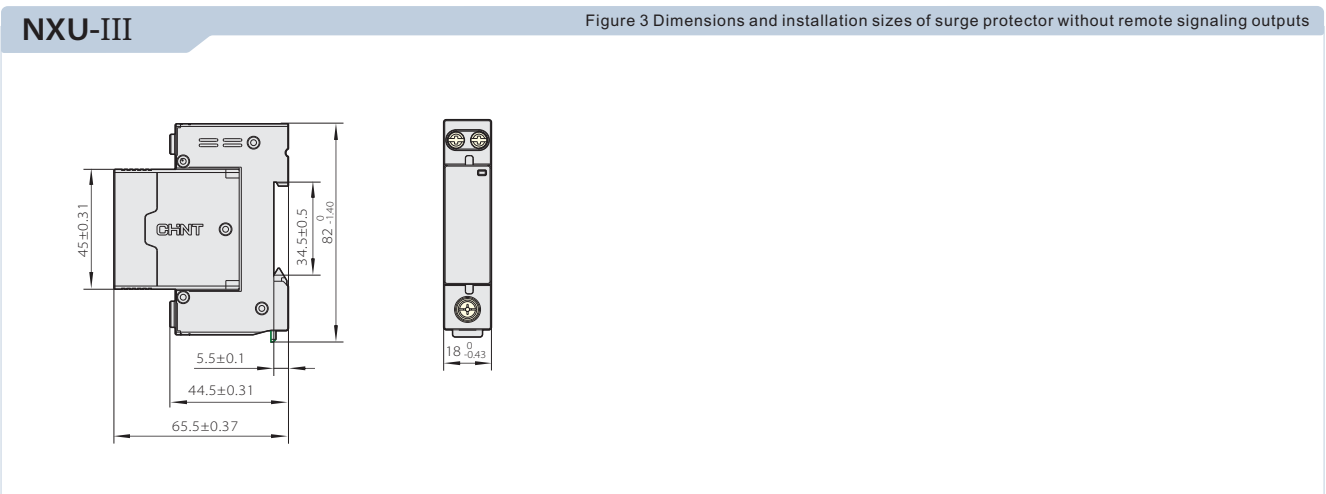 NXU-III
Figure 3 Dimensions and installation sizes of surge protector without remote signaling outputs
45±0.31
CHNT
34.5±0.5
82 0 -1.40
5.5±0.1
44.5±0.31
65.5±0.37
18 0 -0.43